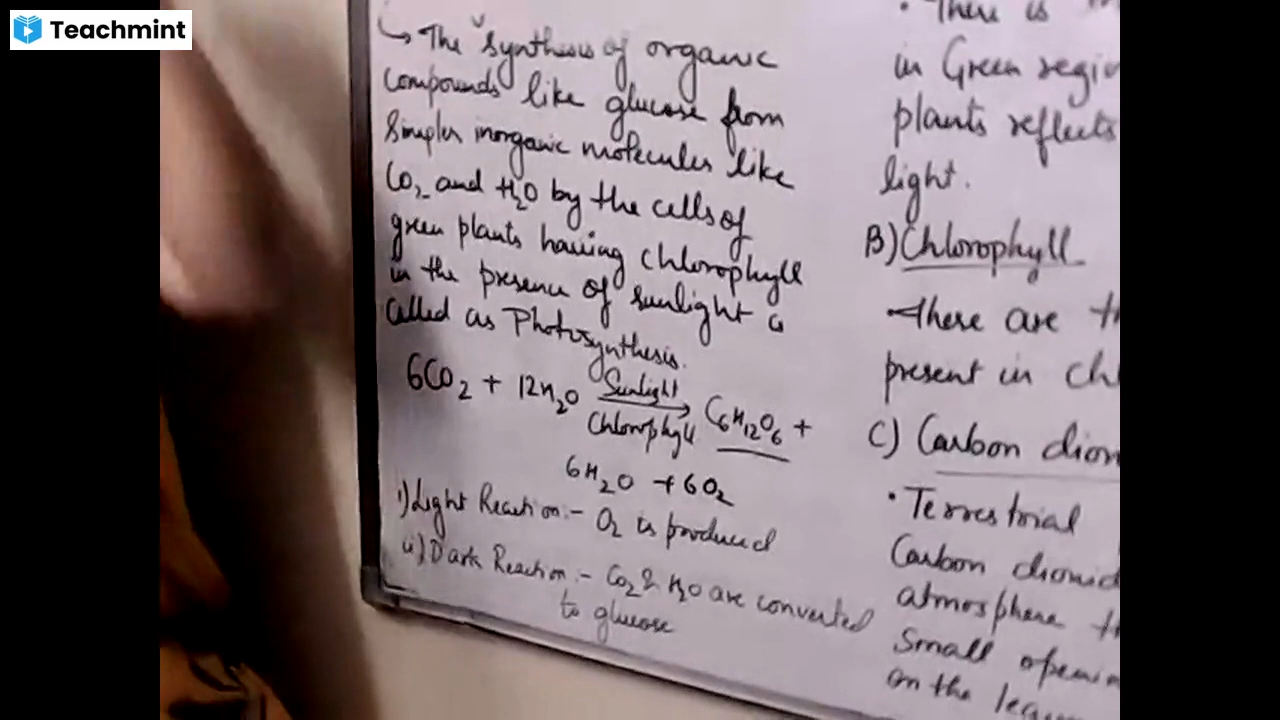 Teachmint
The synthesis of organic
compounds like glucose from
simpler inorganic molecules like
CO2 and H2O by the cells of
green plants having chlorophyll
in the presence of sunlight is
called as Photosynthesis.
6CO2 + 12H2O Sunlight Chlorophyll C6H12O6 +
6H2O + 6O2
i) Light Reaction:- O2 is produced
ii) Dark Reaction:- CO2 & H2O are converted
to glucose
• There is
in Green regi
plants reflects
light.
B) Chlorophyll
There are
present in
C) Carbon dio
• Terrestrial
Carbon dioxid
atmosphere
Small openin
on the